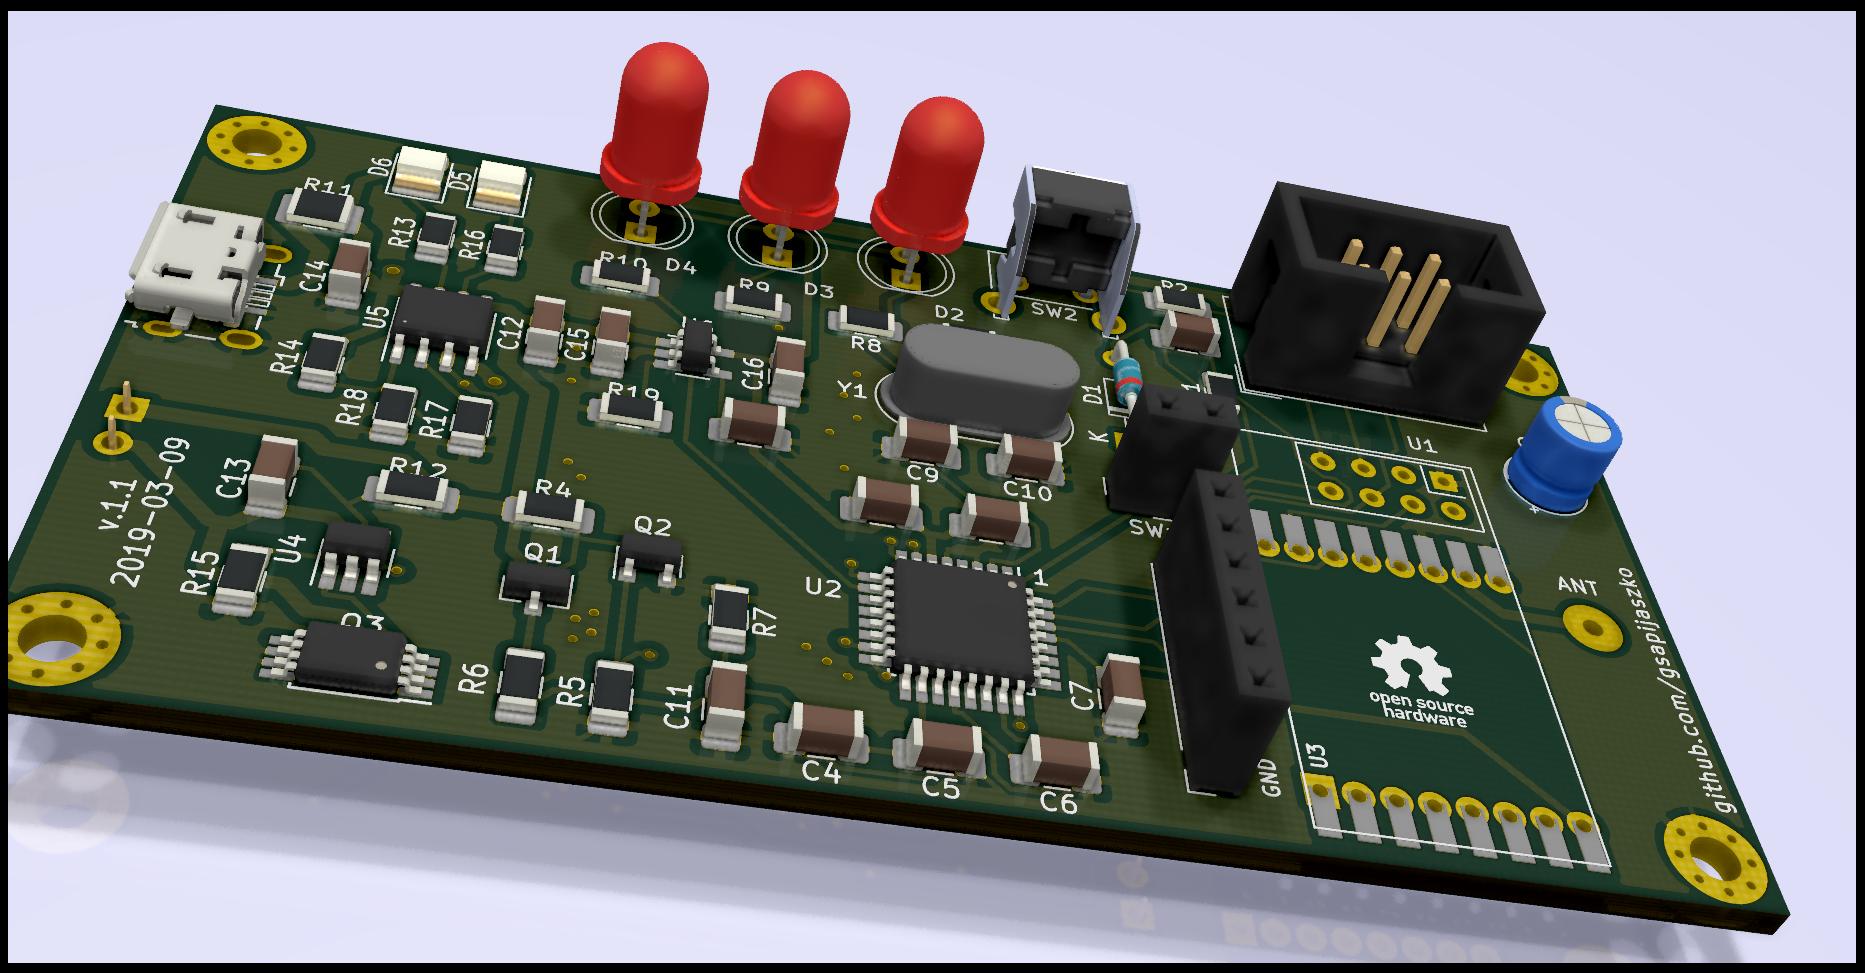 D6
D5
R11
R13
R16
C14
R10
D4
R9
D3
D2
SW2
R8
U5
C12
C15
C16
R14
R18
R17
R19
Y1
D1
K
U1
C9
C10
C13
R12
R4
v.1.1
2019-03-09
U4
R15
Q1
Q2
U2
1
R7
R6
R5
C11
C7
C4
C5
C6
GND
U3
ANT
open source
hardware
github.com/gsapijaszko